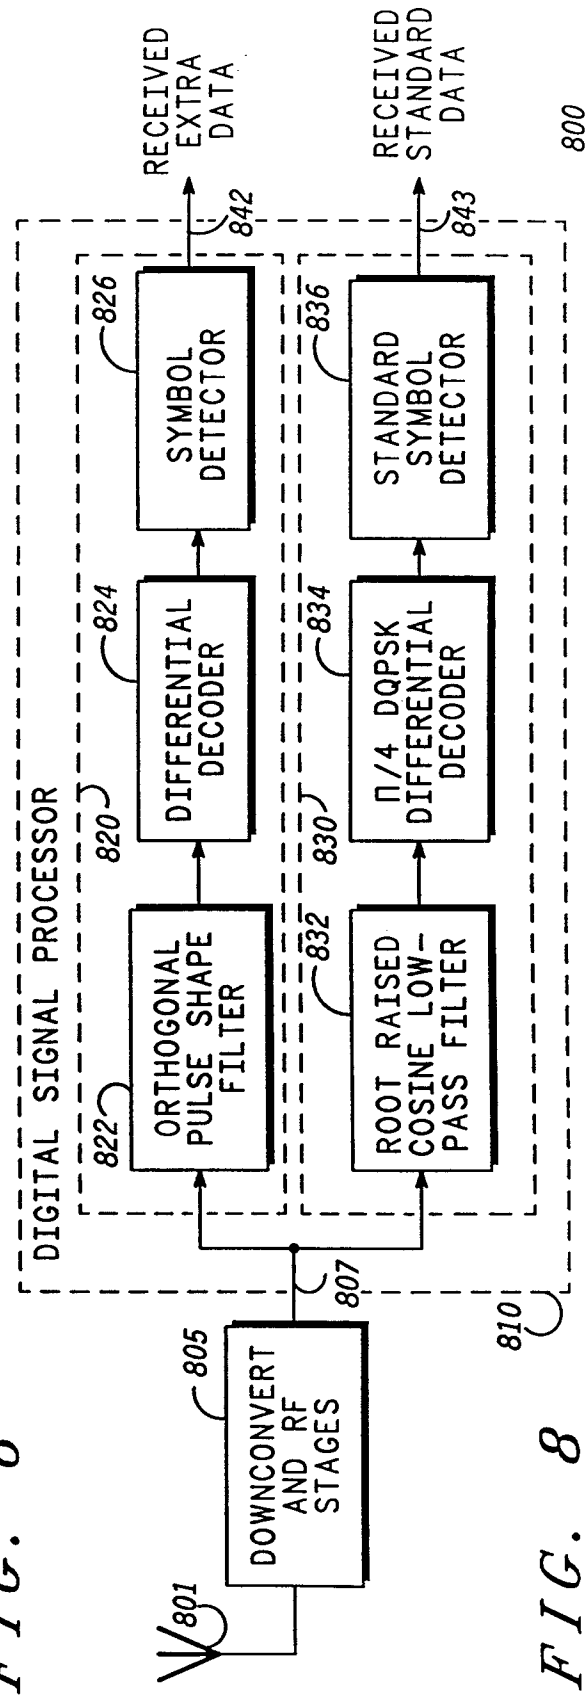 DIGITAL SIGNAL PROCESSOR
801
805
DOWNCONVERT
AND RF
STAGES
807
810
820
822
ORTHOGONAL
PULSE SHAPE
FILTER
824
DIFFERENTIAL
DECODER
826
SYMBOL
DETECTOR
842
RECEIVED
EXTRA
DATA
830
832
ROOT RAISED
COSINE LOW-
PASS FILTER
834
Π/4 DQPSK
DIFFERENTIAL
DECODER
836
STANDARD
SYMBOL
DETECTOR
843
RECEIVED
STANDARD
DATA
800
FIG. 8
FIG.